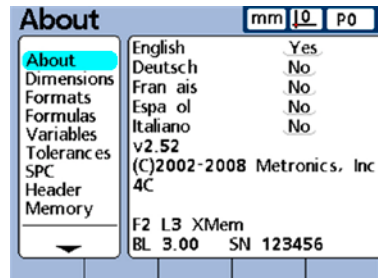 About
mm
P0
About
Dimensions
Formats
Formulas
Variables
Tolerances
SPC
Header
Memory
English Yes
Deutsch No
Fran ais No
Espa ol No
Italiano No
v2.52
(C)2002-2008 Metronics, Inc
4C
F2 L3 XMem
BL 3.00 SN 123456